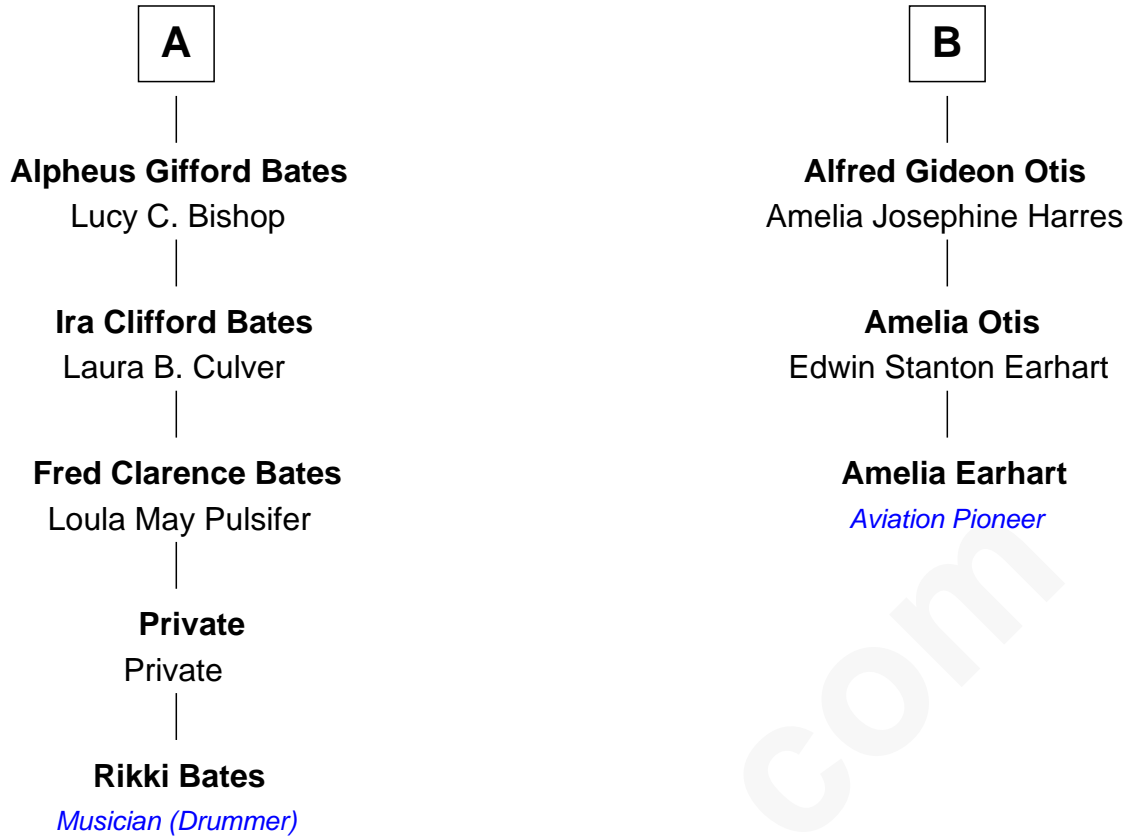 A
Alpheus Gifford Bates
Lucy C. Bishop
Ira Clifford Bates
Laura B. Culver
Fred Clarence Bates
Loula May Pulsifer
Private
Private
Rikki Bates
Musician (Drummer)
B
Alfred Gideon Otis
Amelia Josephine Harres
Amelia Otis
Edwin Stanton Earhart
Amelia Earhart
Aviation Pioneer
com